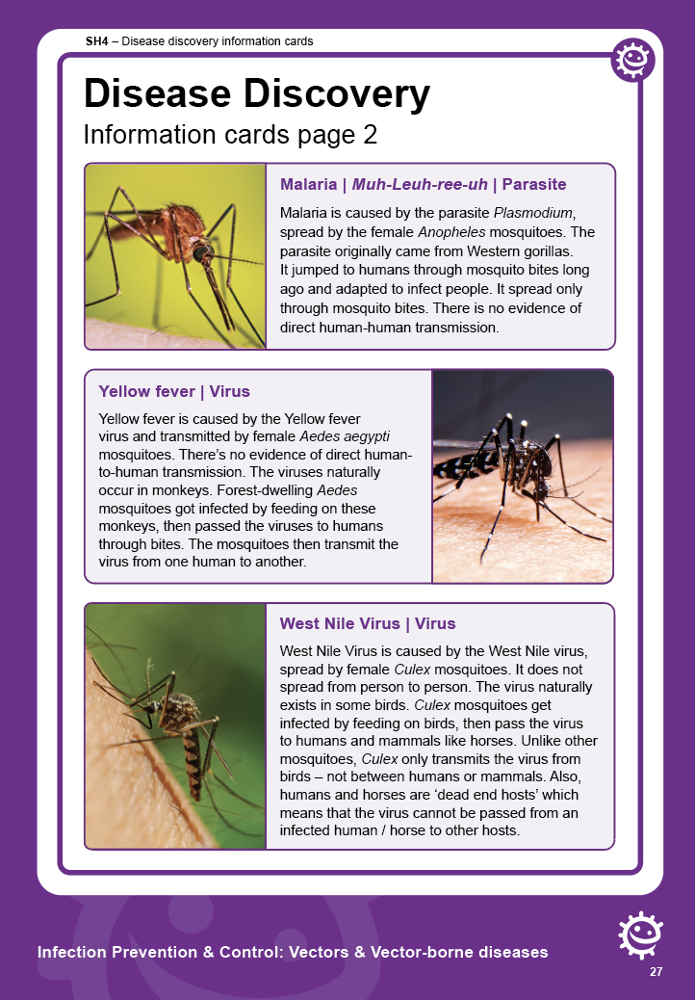 SH4 – Disease discovery information cards
Disease Discovery
Information cards page 2
Malaria | Muh-Leuh-ree-uh | Parasite
Malaria is caused by the parasite Plasmodium,
spread by the female Anopheles mosquitoes. The
parasite originally came from Western gorillas.
It jumped to humans through mosquito bites long
ago and adapted to infect people. It spread only
through mosquito bites. There is no evidence of
direct human-human transmission.
Yellow fever | Virus
Yellow fever is caused by the Yellow fever
virus and transmitted by female Aedes aegypti
mosquitoes. There’s no evidence of direct human-
to-human transmission. The viruses naturally
occur in monkeys. Forest-dwelling Aedes
mosquitoes got infected by feeding on these
monkeys, then passed the viruses to humans
through bites. The mosquitoes then transmit the
virus from one human to another.
West Nile Virus | Virus
West Nile Virus is caused by the West Nile virus,
spread by female Culex mosquitoes. It does not
spread from person to person. The virus naturally
exists in some birds. Culex mosquitoes get
infected by feeding on birds, then pass the virus
to humans and mammals like horses. Unlike other
mosquitoes, Culex only transmits the virus from
birds – not between humans or mammals. Also,
humans and horses are ‘dead end hosts’ which
means that the virus cannot be passed from an
infected human / horse to other hosts.
Infection Prevention & Control: Vectors & Vector-borne diseases
27